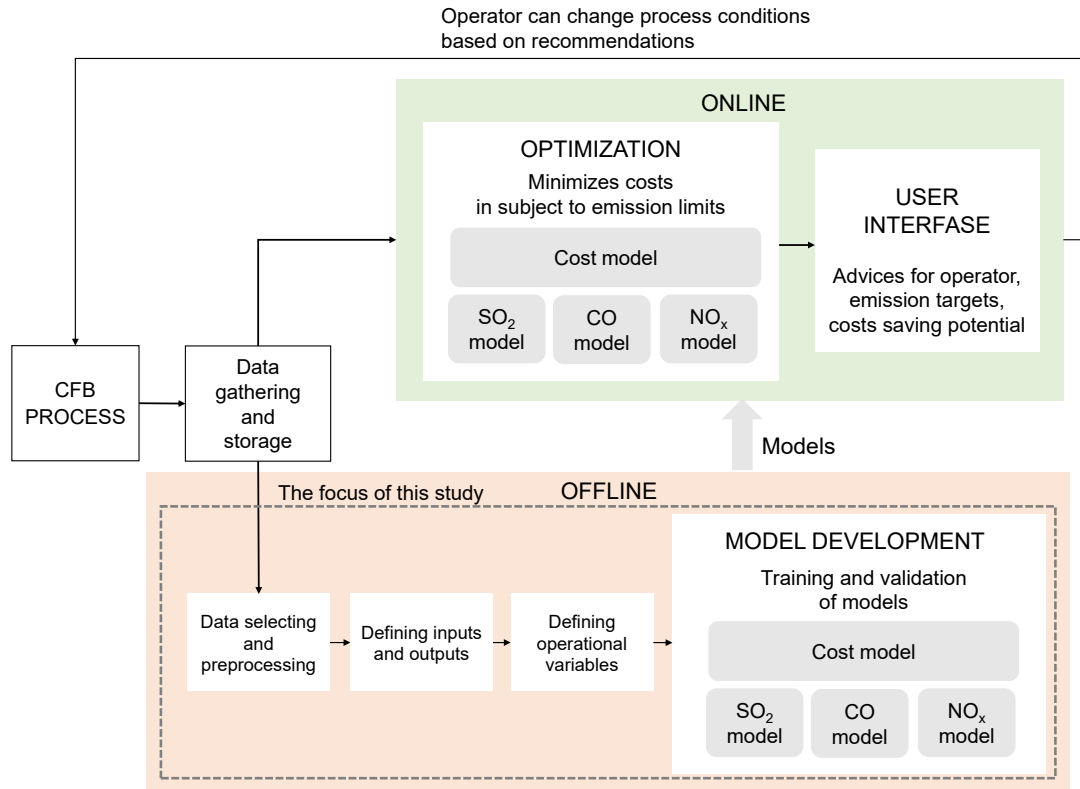 Operator can change process conditions
based on recommendations
ONLINE
OPTIMIZATION
Minimizes costs
in subject to emission limits
Cost model
SO₂
model
CO
model
NOₓ
model
USER
INTERFASE
Advices for operator,
emission targets,
costs saving potential
CFB
PROCESS
Data
gathering
and
storage
Models
The focus of this study
OFFLINE
Data selecting
and
preprocessing
Defining inputs
and outputs
Defining
operational
variables
MODEL DEVELOPMENT
Training and validation
of models
Cost model
SO₂
model
CO
model
NOₓ
model